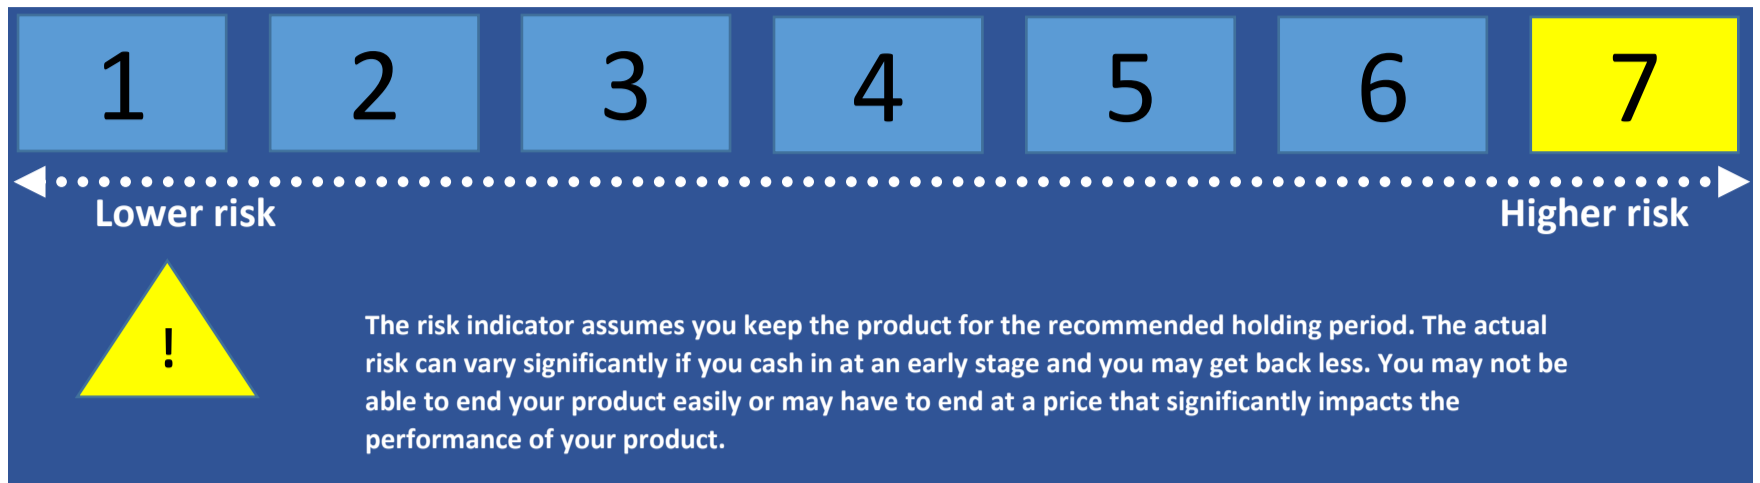 1 2 3 4 5 6 7
Lower risk Higher risk
!
The risk indicator assumes you keep the product for the recommended holding period. The actual
risk can vary significantly if you cash in at an early stage and you may get back less. You may not be
able to end your product easily or may have to end at a price that significantly impacts the
performance of your product.